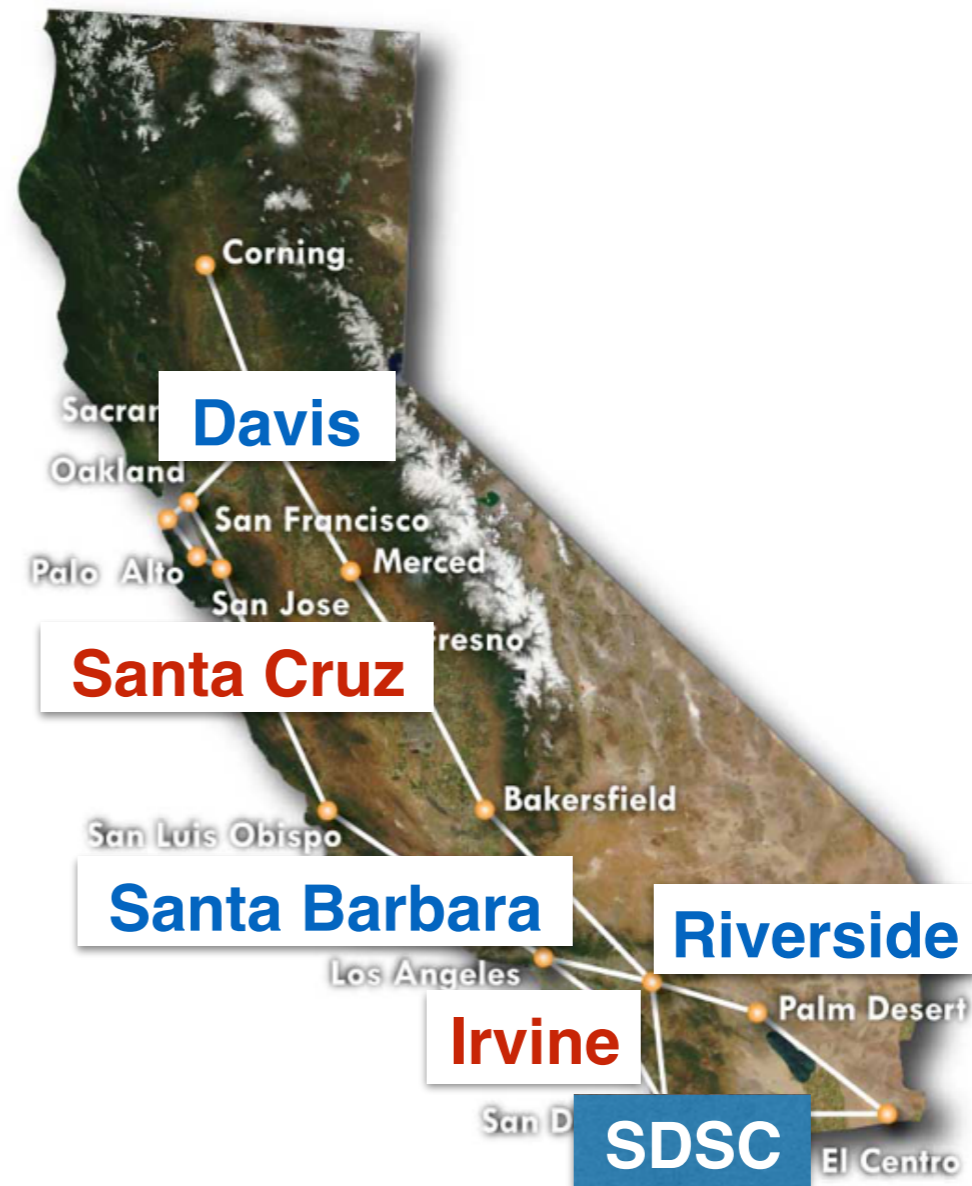 Corning
Sacra
Davis
Oakland
San Francisco
Merced
Palo Alto
San Jose
resno
Santa Cruz
Bakersfield
San Luis Obispo
Santa Barbara
Riverside
Los Angeles
Palm Desert
Irvine
San D
SDSC
El Centro